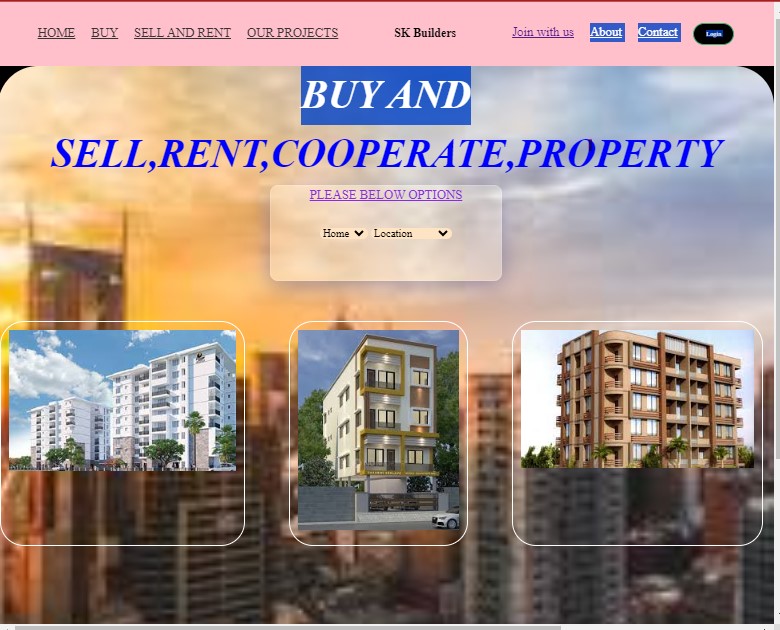 HOME BUY SELL AND RENT OUR PROJECTS SK Builders Join with us About Contact Login
BUY AND
SELL,RENT,COOPERATE,PROPERTY
PLEASE BELOW OPTIONS
Home Location